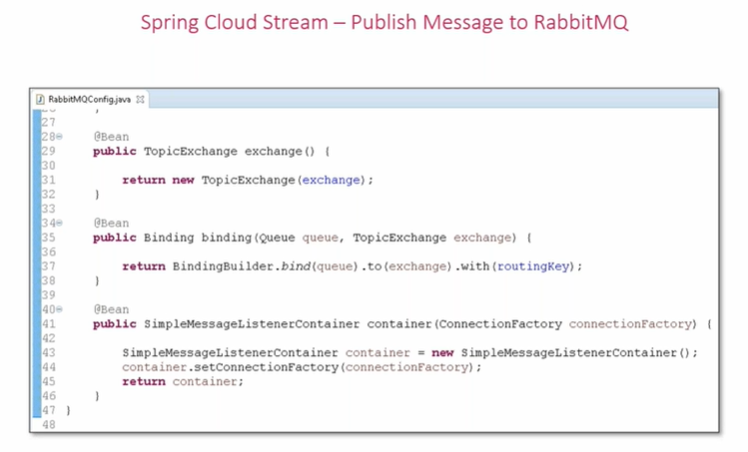 Spring Cloud Stream – Publish Message to RabbitMQ
RabbitMQConfig.java
27
28 @Bean
29 public TopicExchange exchange() {
30
31 return new TopicExchange(exchange);
32 }
33
34 @Bean
35 public Binding binding(Queue queue, TopicExchange exchange) {
36
37 return BindingBuilder.bind(queue).to(exchange).with(routingKey);
38 }
39
40 @Bean
41 public SimpleMessageListenerContainer container(ConnectionFactory connectionFactory) {
42
43 SimpleMessageListenerContainer container = new SimpleMessageListenerContainer();
44 container.setConnectionFactory(connectionFactory);
45 return container;
46 }
47 }
48